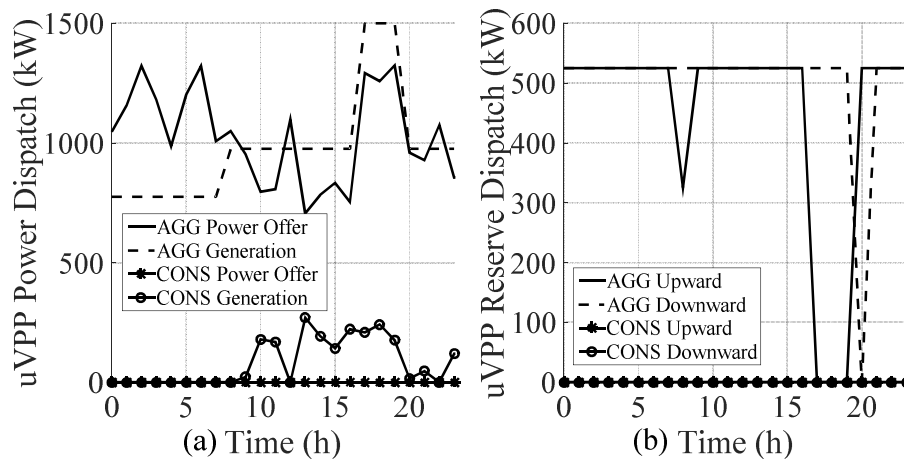 uVPP Power Dispatch (kW)
1500
1000
500
0
AGG Power Offer
AGG Generation
CONS Power Offer
CONS Generation
0 5 10 15 20
(a) Time (h)
uVPP Reserve Dispatch (kW)
600
500
400
300
200
100
0
AGG Upward
AGG Downward
CONS Upward
CONS Downward
0 5 10 15 20
(b) Time (h)